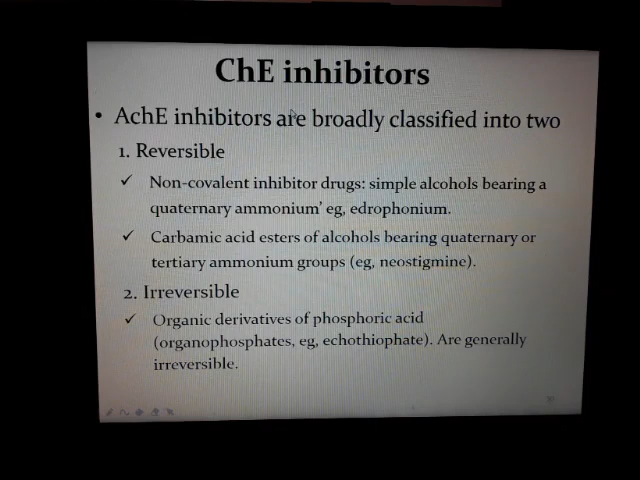 ChE inhibitors
• AchE inhibitors are broadly classified into two
1. Reversible
✓ Non-covalent inhibitor drugs: simple alcohols bearing a
quaternary ammonium' eg, edrophonium.
✓ Carbamic acid esters of alcohols bearing quaternary or
tertiary ammonium groups (eg, neostigmine).
2. Irreversible
✓ Organic derivatives of phosphoric acid
(organophosphates, eg, echothiophate). Are generally
irreversible.